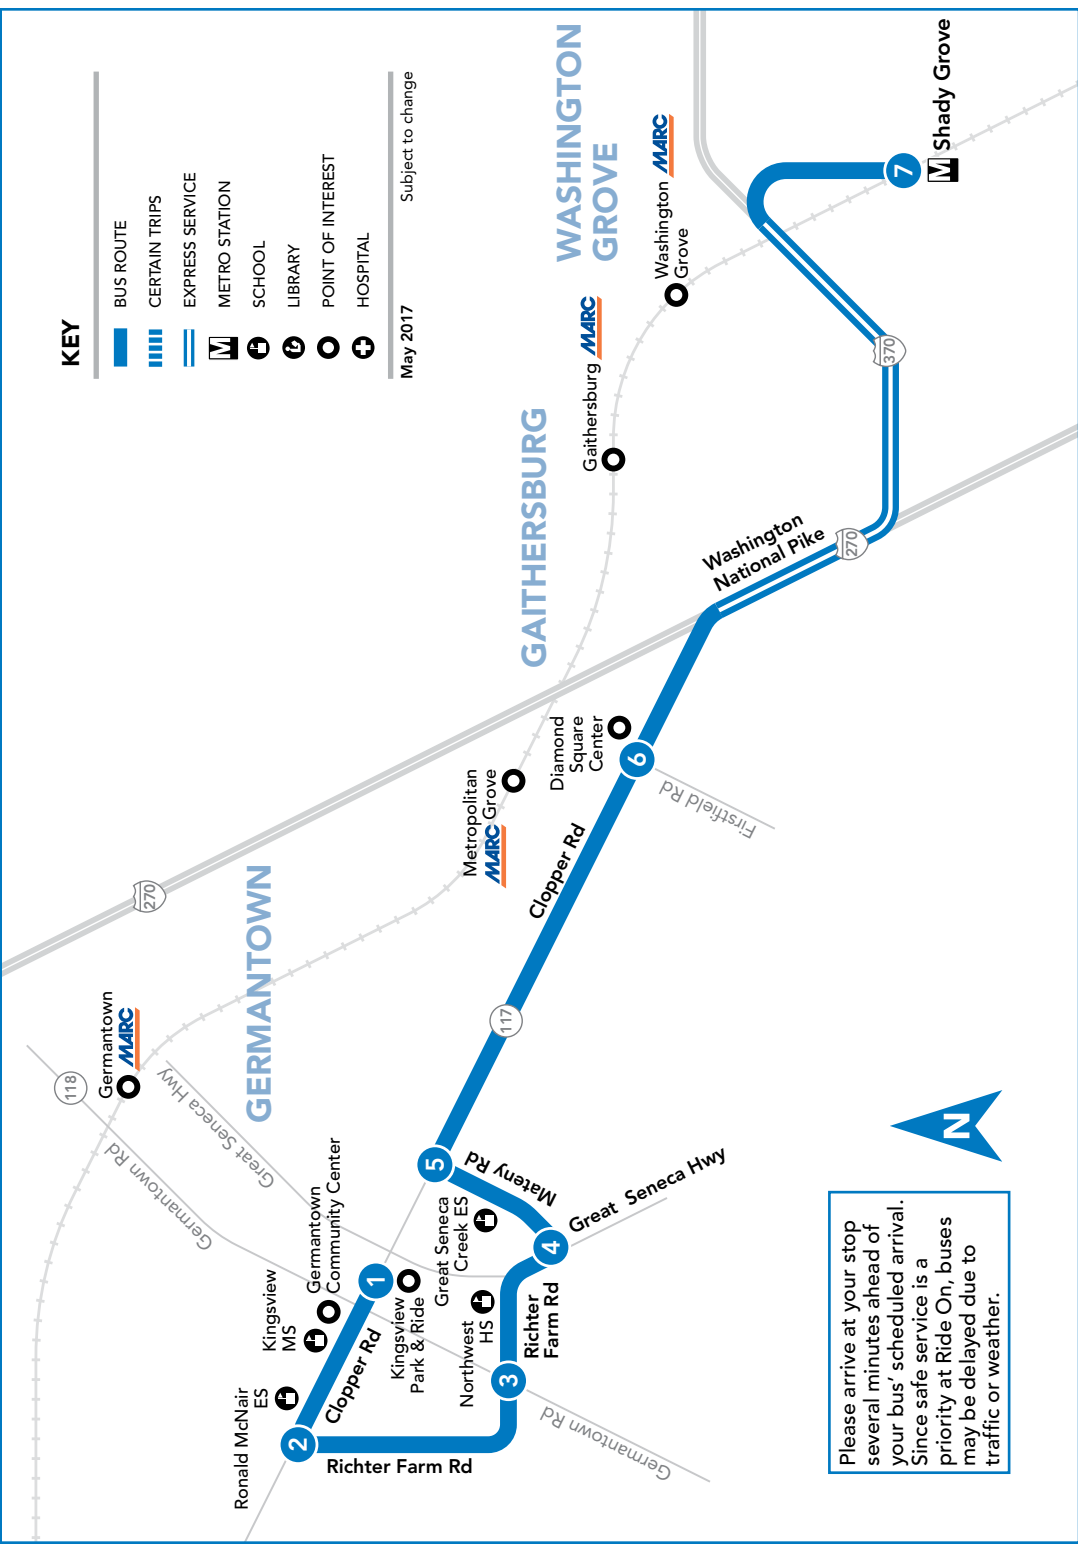 KEY
BUS ROUTE
CERTAIN TRIPS
EXPRESS SERVICE
M METRO STATION
SCHOOL
LIBRARY
POINT OF INTEREST
HOSPITAL
May 2017
Subject to change
WASHINGTON
GROVE
Washington
Grove
MARC
M Shady Grove
7
370
GAITHERSBURG
Gaithersburg MARC
Washington
National Pike
270
Diamond
Square
Center
6
Firstfield Rd
Metropolitan
MARC Grove
Clopper Rd
117
270
GERMANTOWN
Germantown
MARC
118
Germantown Rd
Great Seneca Hwy
Germantown
Community Center
Kingsview
MS
Ronald McNair
ES
1
Clopper Rd
2
Richter Farm Rd
Kingsview
Park & Ride
Northwest
HS
3
Richter
Farm Rd
Germantown Rd
Great Seneca
Creek ES
4
Great Seneca Hwy
Mateny Rd
5
N
Please arrive at your stop
several minutes ahead of
your bus’ scheduled arrival.
Since safe service is a
priority at Ride On, buses
may be delayed due to
traffic or weather.